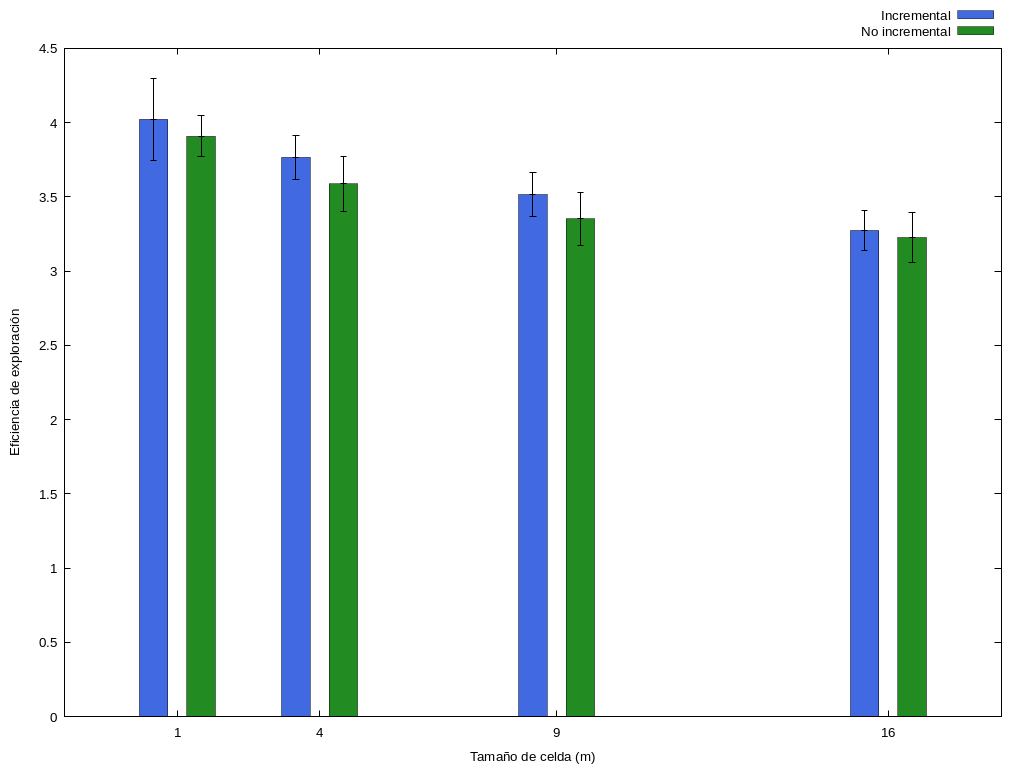 Incremental
No incremental
4.5
4
3.5
3
2.5
2
1.5
1
0.5
0
Eficiencia de exploración
1 4 9 16
Tamaño de celda (m)